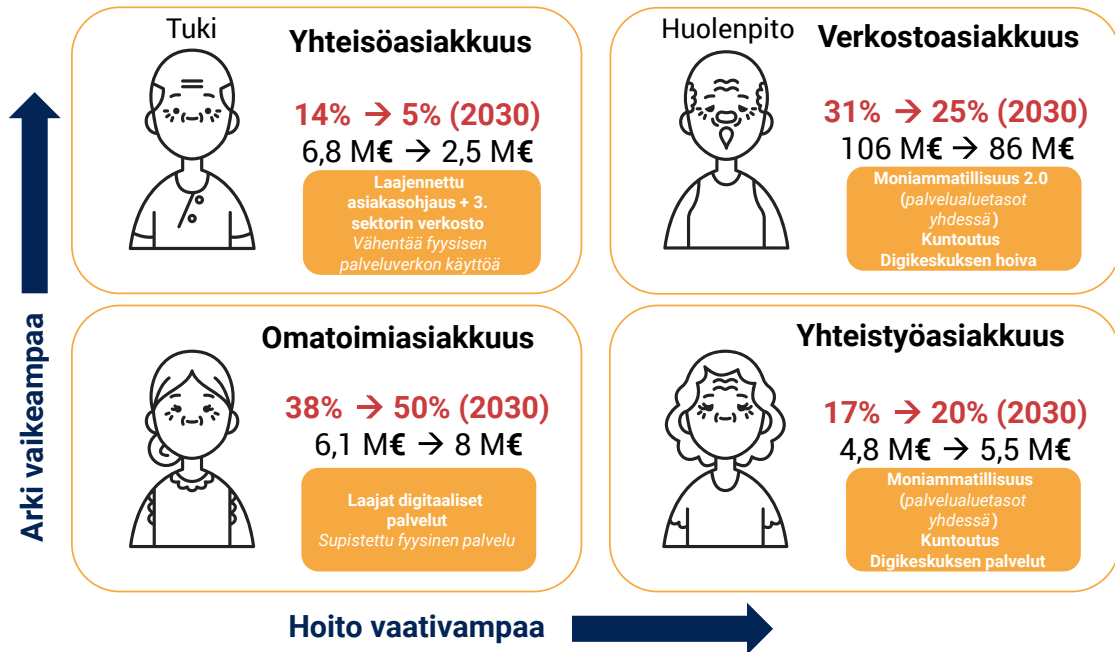 Tuki
Yhteisöasiakkuus
14% → 5% (2030)
6,8 M€ → 2,5 M€
Laajennettu
asiakasohjaus + 3.
sektorin verkosto
Vähentää fyysisen
palveluverkon käyttöä
Huolenpito
Verkostoasiakkuus
31% → 25% (2030)
106 M€ → 86 M€
Moniammatillisuus 2.0
(palvelualuetasot
yhdessä)
Kuntoutus
Digikeskuksen hoiva
Arki vaikeampaa
Omatoimiasiakkuus
38% → 50% (2030)
6,1 M€ → 8 M€
Laajat digitaaliset
palvelut
Supistettu fyysinen palvelu
Yhteistyöasiakkuus
17% → 20% (2030)
4,8 M€ → 5,5 M€
Moniammatillisuus
(palvelualuetasot
yhdessä)
Kuntoutus
Digikeskuksen palvelut
Hoito vaativampaa